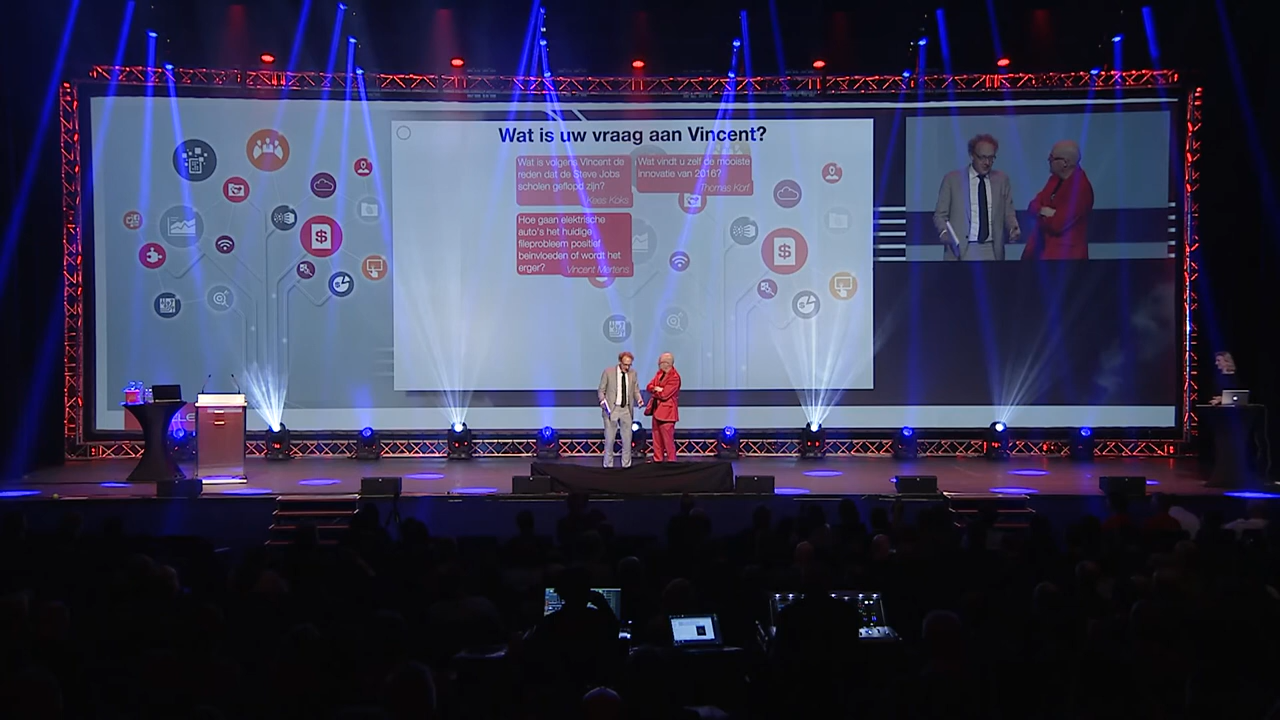 Wat is uw vraag aan Vincent?
Wat is volgens Vincent de
reden dat de Steve Jobs
scholen geflopt zijn?
Kees Koks
Wat vindt u zelf de mooiste
innovatie van 2016?
Thomas Korf
Hoe gaan elektrische
auto's het huidige
fileprobleem positief
beinvloeden of wordt het
erger?
Vincent Mertens